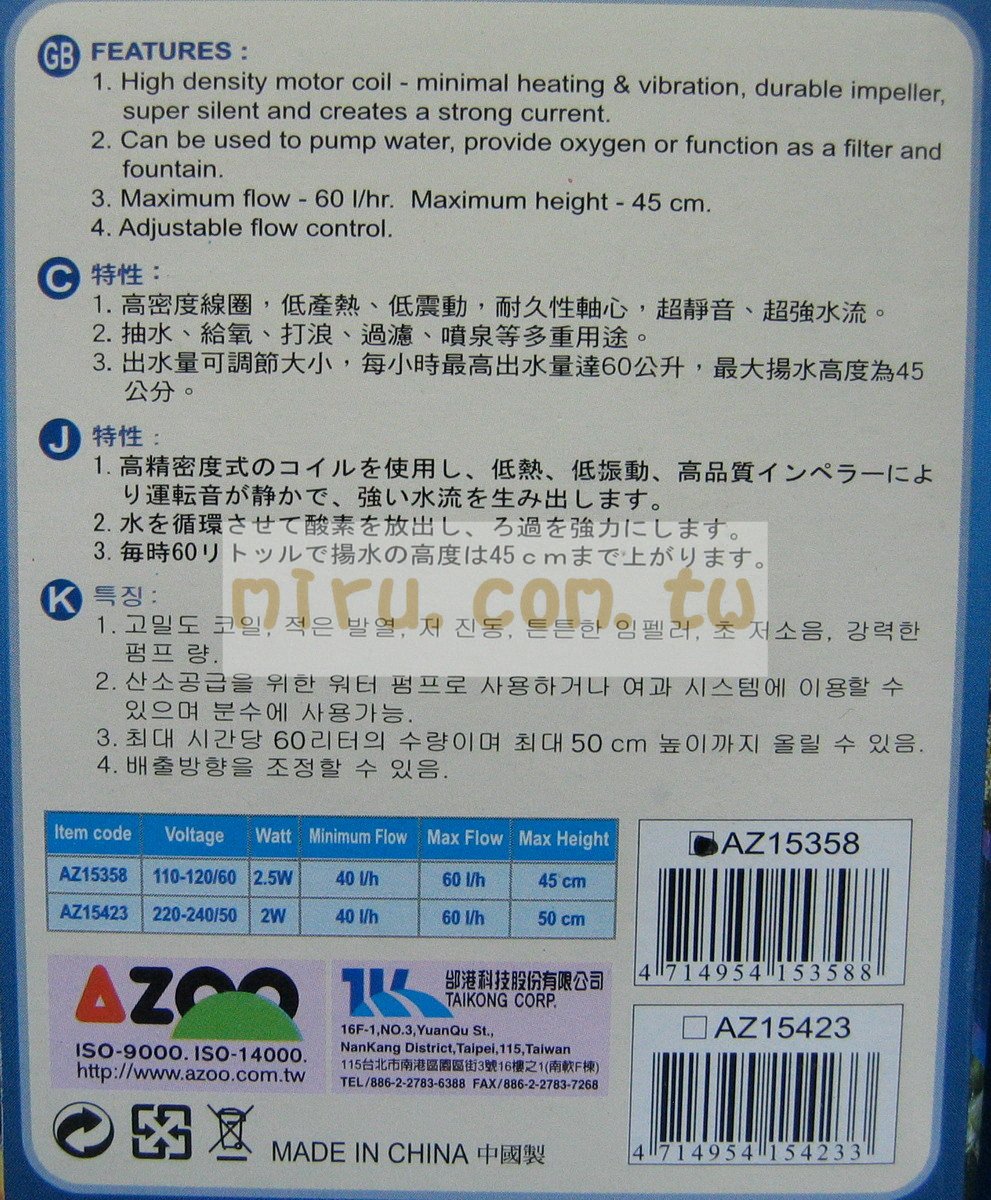 GB FEATURES :
1. High density motor coil - minimal heating & vibration, durable impeller,
super silent and creates a strong current.
2. Can be used to pump water, provide oxygen or function as a filter and
fountain.
3. Maximum flow - 60 l/hr. Maximum height - 45 cm.
4. Adjustable flow control.
C 特性：
1. 高密度線圈，低產熱、低震動，耐久性軸心，超靜音、超強水流。
2. 抽水、給氧、打浪、過濾、噴泉等多重用途。
3. 出水量可調節大小，每小時最高出水量達60公升，最大揚水高度為45
公分。
J 特性 :
1. 高精密度式のコイルを使用し、低熱、低振動、高品質インペラーによ
り運転音が静かで、強い水流を生み出します。
2. 水を循環させて酸素を放出し、ろ過を強力にします。
3. 毎時60リトッルで揚水の高度は45ｃｍまで上がります。
miru.com.tw
K 특징 :
1. 고밀도 코일, 적은 발열, 저 진동, 튼튼한 임펠러, 초 저소음, 강력한
펌프 량.
2. 산소공급을 위한 워터 펌프로 사용하거나 여과 시스템에 이용할 수
있으며 분수에 사용가능.
3. 최대 시간당 60리터의 수량이며 최대 50 cm 높이까지 올릴 수 있음.
4. 배출방향을 조정할 수 있음.
Item code Voltage Watt Minimum Flow Max Flow Max Height
AZ15358 110-120/60 2.5W 40 l/h 60 l/h 45 cm
AZ15423 220-240/50 2W 40 l/h 60 l/h 50 cm
AZ15358
4 714954 153588
AZ15423
4 714954 154233
AZOO
ISO-9000. ISO-14000.
http://www.azoo.com.tw
邰港科技股份有限公司
TAIKONG CORP.
16F-1,NO.3,YuanQu St.,
NanKang District,Taipei,115,Taiwan
115台北市南港區園區街3號16樓之1(南軟F棟)
TEL/886-2-2783-6388 FAX/886-2-2783-7268
MADE IN CHINA 中國製